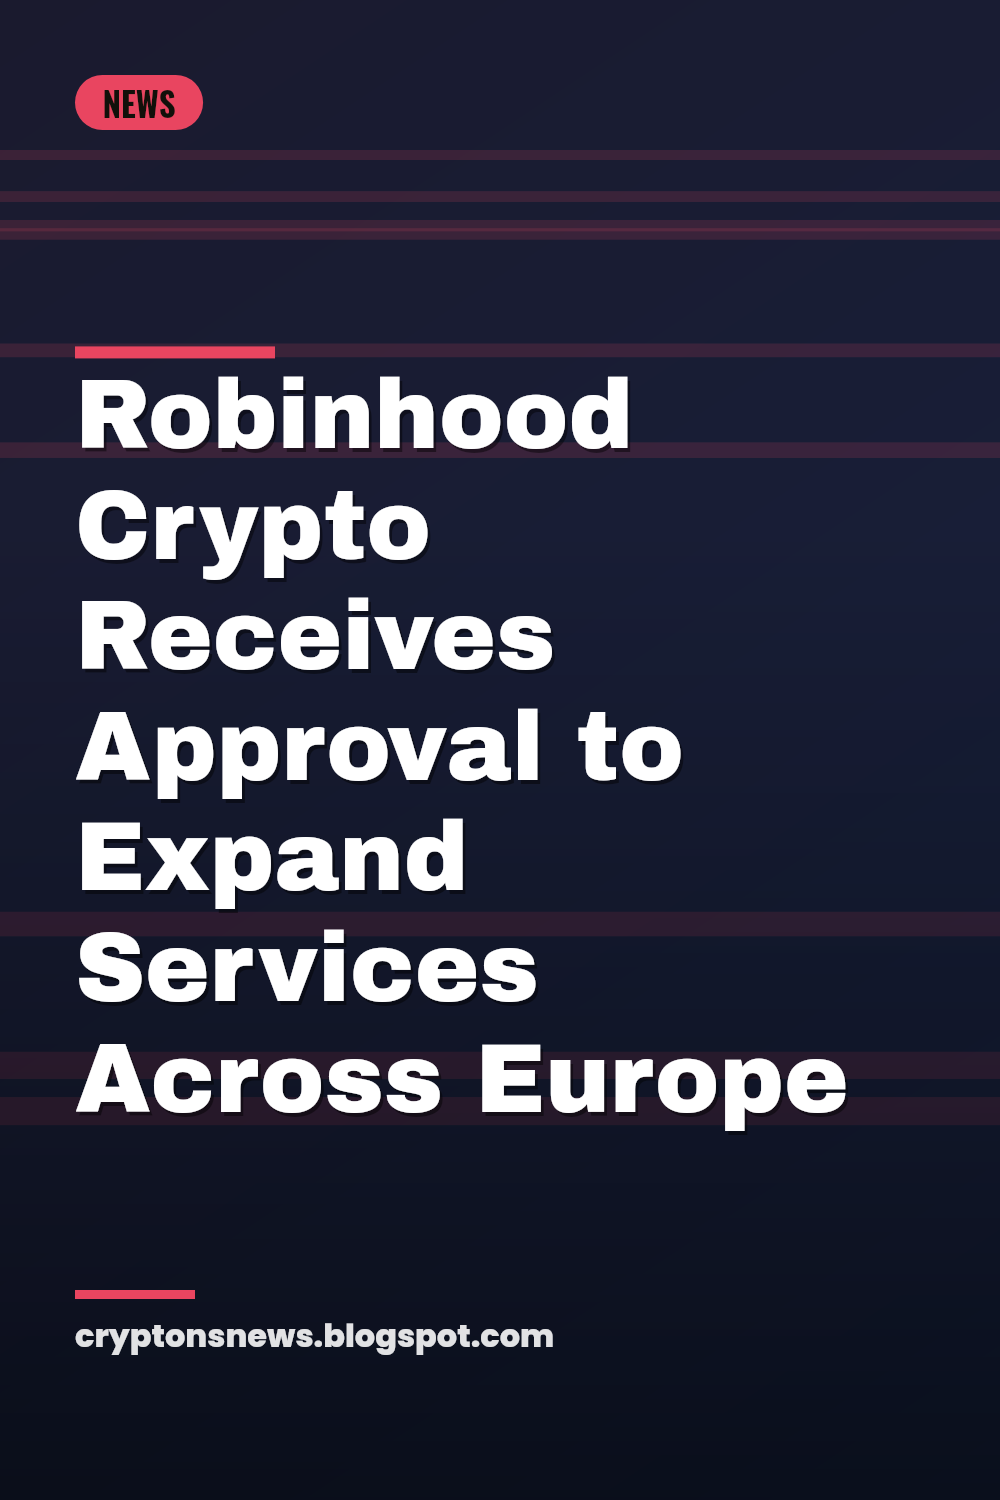 NEWS
Robinhood
Crypto
Receives
Approval to
Expand
Services
Across Europe
cryptonsnews.blogspot.com